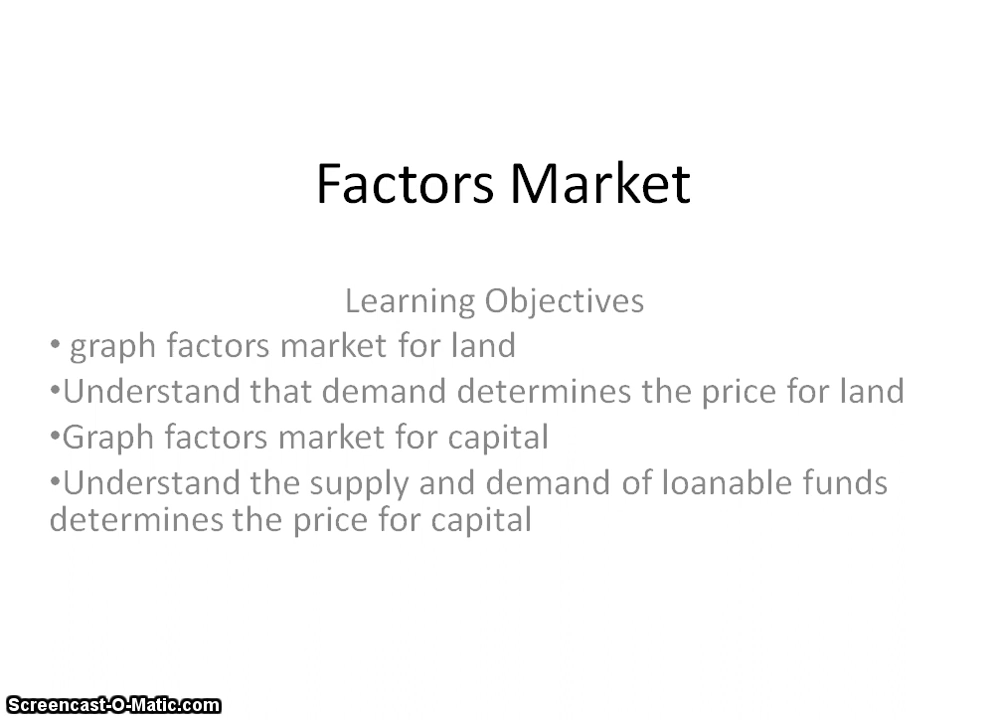 Factors Market
Learning Objectives
• graph factors market for land
•Understand that demand determines the price for land
•Graph factors market for capital
•Understand the supply and demand of loanable funds
determines the price for capital
Screencast-O-Matic.com